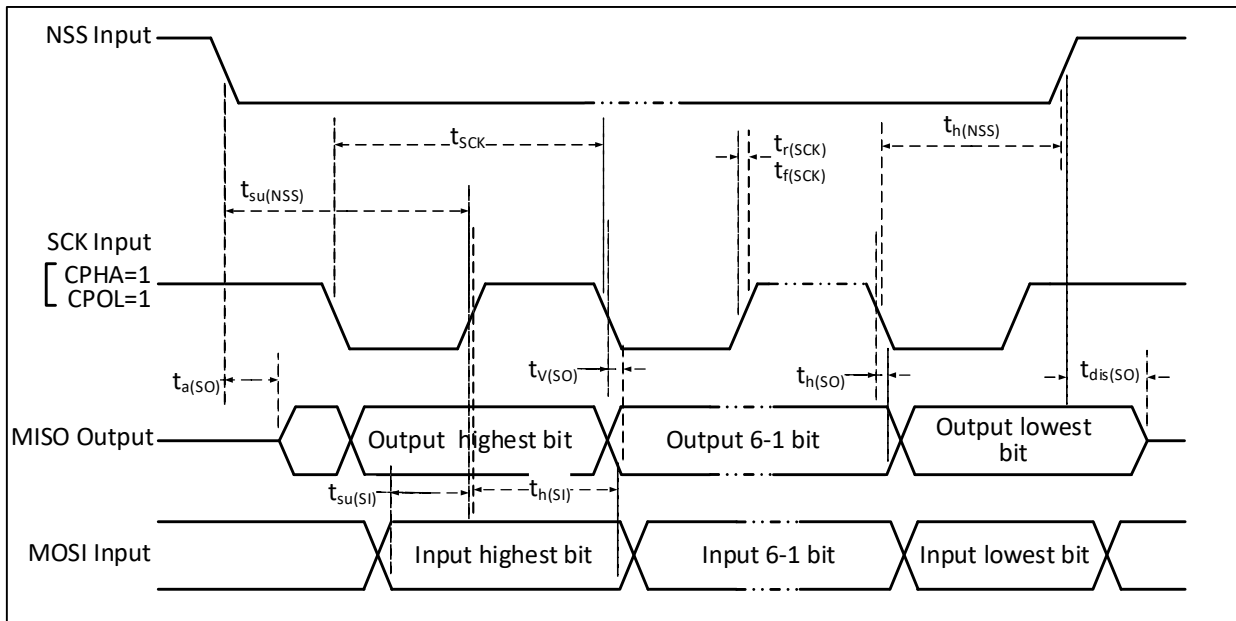 NSS Input
tSCK
tr(SCK)
tf(SCK)
th(NSS)
tsu(NSS)
SCK Input
CPHA=1
CPOL=1
ta(SO)
tV(SO)
th(SO)
tdis(SO)
MISO Output
Output highest bit
Output 6-1 bit
Output lowest
bit
tsu(SI)
th(SI)
MOSI Input
Input highest bit
Input 6-1 bit
Input lowest bit